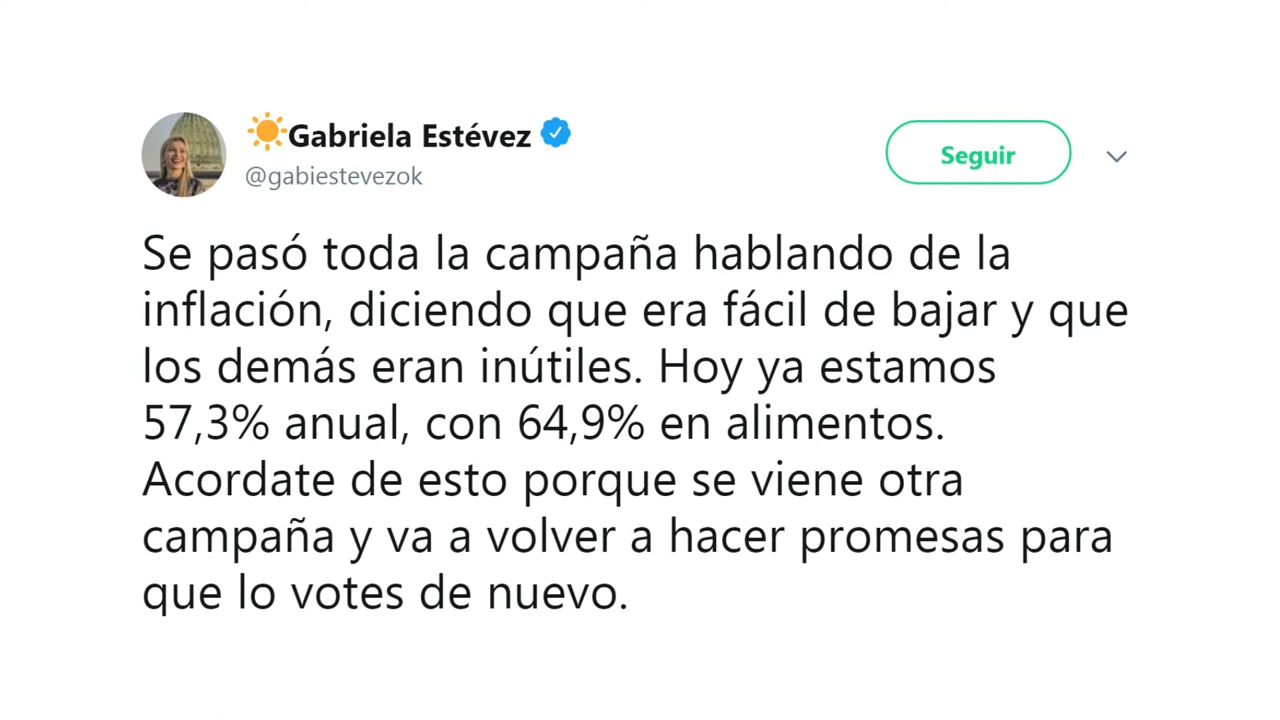 Gabriela Estévez
@gabiestevezok
Seguir
Se pasó toda la campaña hablando de la
inflación, diciendo que era fácil de bajar y que
los demás eran inútiles. Hoy ya estamos
57,3% anual, con 64,9% en alimentos.
Acordate de esto porque se viene otra
campaña y va a volver a hacer promesas para
que lo votes de nuevo.